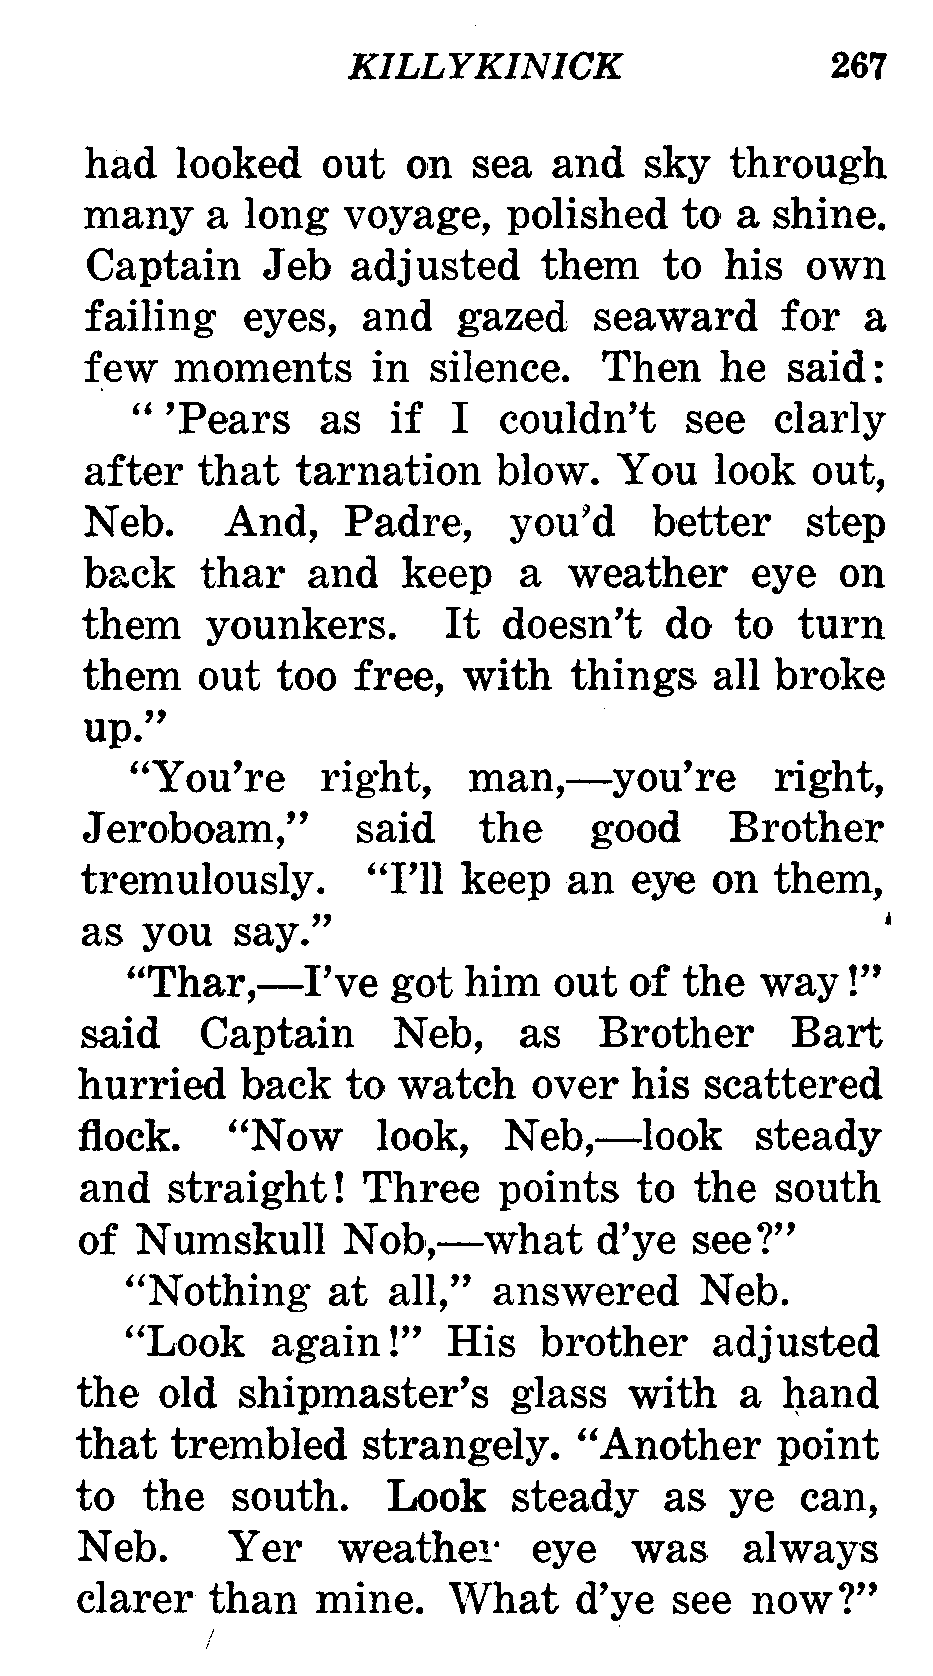 KILLYKINICK 267
had looked out on sea and sky through
many a long voyage, polished to a shine.
Captain Jeb adjusted them to his own
failing eyes, and gazed seaward for a
few moments in silence. Then he said:
" 'Pears as if I couldn't see clarly
after that tarnation blow. You look out,
Neb. And, Padre, you'd better step
back thar and keep a weather eye on
them younkers. It doesn't do to turn
them out too free, with things all broke
up."
"You're right, man,—you're right,
Jeroboam," said the good Brother
tremulously. "I'll keep an eye on them,
as you say."
"Thar,—I've got him out of the way!"
said Captain Neb, as Brother Bart
hurried back to watch over his scattered
flock. "Now look, Neb,—look steady
and straight! Three points to the south
of Numskull Nob,—what d'ye see?"
"Nothing at all," answered Neb.
"Look again!" His brother adjusted
the old shipmaster's glass with a hand
that trembled strangely. "Another point
to the south. Look steady as ye can,
Neb. Yer weather eye was always
clarer than mine. What d'ye see now?"